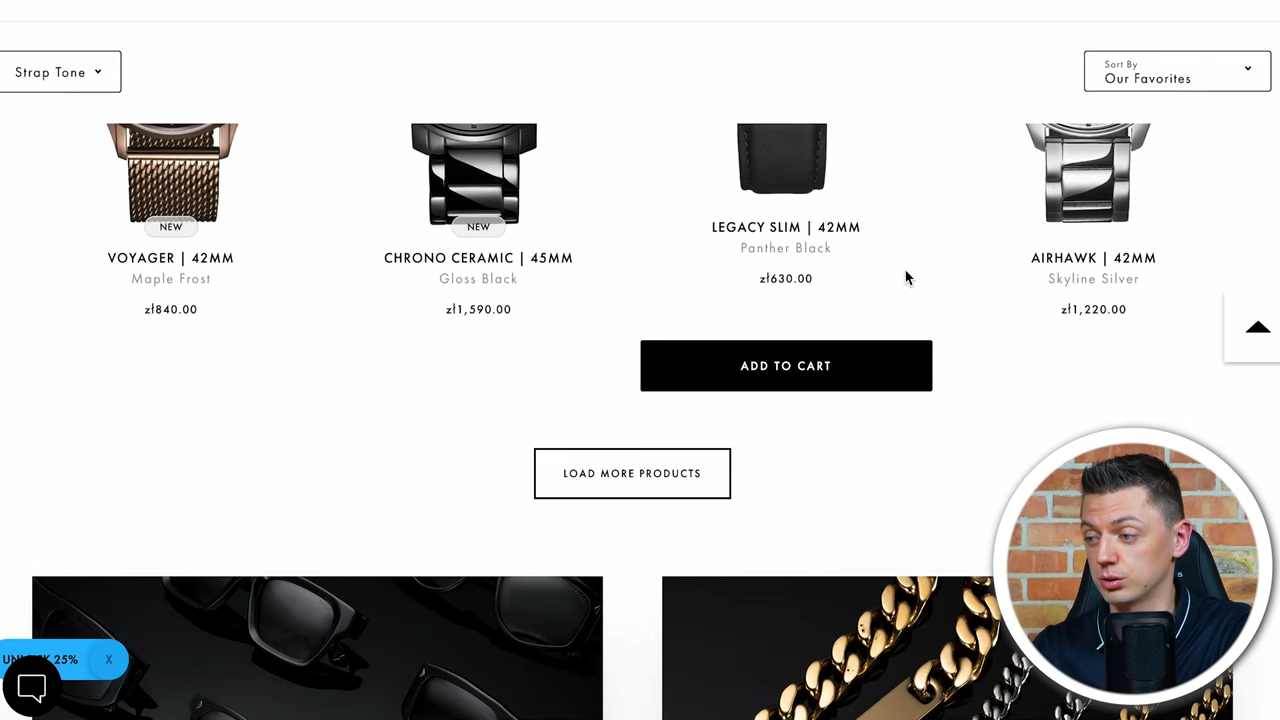 Strap Tone
Sort By
Our Favorites
NEW
VOYAGER | 42MM
Maple Frost
zł840.00
NEW
CHRONO CERAMIC | 45MM
Gloss Black
zł1,590.00
LEGACY SLIM | 42MM
Panther Black
zł630.00
ADD TO CART
AIRHAWK | 42MM
Skyline Silver
zł1,220.00
LOAD MORE PRODUCTS
25% X